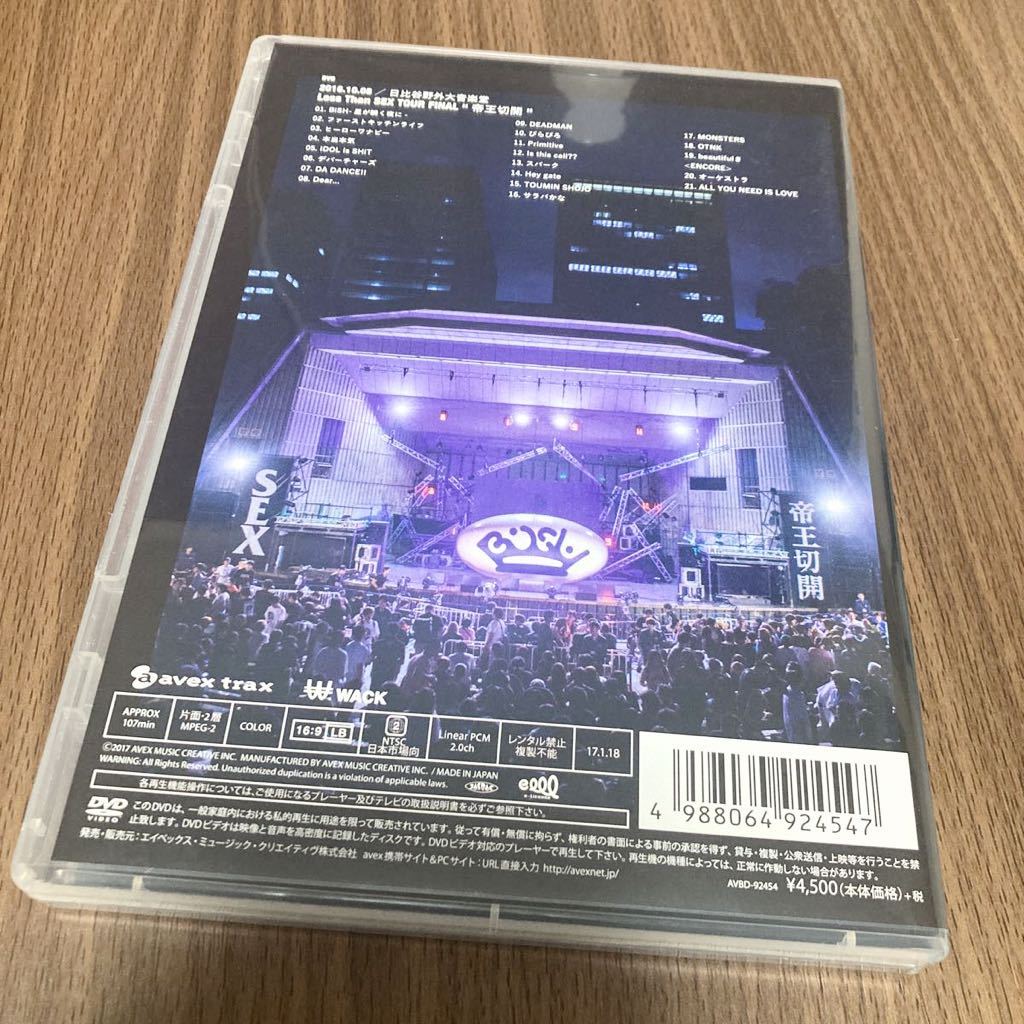 DVD
2016.10.08 / 日比谷野外大音楽堂
Less Than SEX TOUR FINAL " 帝王切開 "
01. BiSH- 星が瞬く夜に -
02. ファーストキッチンライフ
03. ヒーローワナビー
04. 本当本気
05. IDOL is SHiT
06. デパーチャーズ
07. DA DANCE!!
08. Dear...
09. DEADMAN
10. ぴらぴろ
11. Primitive
12. Is this call??
13. スパーク
14. Hey gate
15. TOUMIN SHOJO
16. サラバかな
17. MONSTERS
18. OTNK
19. beautifulさ
<ENCORE>
20. オーケストラ
21. ALL YOU NEED IS LOVE
SEX
BiSH
帝王切開
avex trax
WACK
APPROX
107min
片面・2層
MPEG-2
COLOR
16:9 LB
2
NTSC
日本市場向
Linear PCM
2.0ch
レンタル禁止
複製不能
17.1.18
©2017 AVEX MUSIC CREATIVE INC. MANUFACTURED BY AVEX MUSIC CREATIVE INC. / MADE IN JAPAN
WARNING: All Rights Reserved. Unauthorized duplication is a violation of applicable laws.
各再生機能操作については、ご使用になるプレーヤー及びテレビの取扱説明書を必ずご参照下さい。
DVD
VIDEO
このDVDは、一般家庭内における私的再生に用途を限って販売されています。従って有償・無償に拘らず、権利者の書面による事前の承認を得ず、貸与・複製・公衆送信・上映等を行うことを禁
止致します。DVDビデオは映像と音声を高密度に記録したディスクです。DVDビデオ対応のプレーヤーで再生して下さい。再生機の機種によっては、正常に作動しない場合があります。
発売・販売元：エイベックス・ミュージック・クリエイティヴ株式会社 avex携帯サイト&PCサイト：URL直接入力 http://avexnet.jp/
4 988064 924547
AVBD-92454 ¥4,500(本体価格)+税